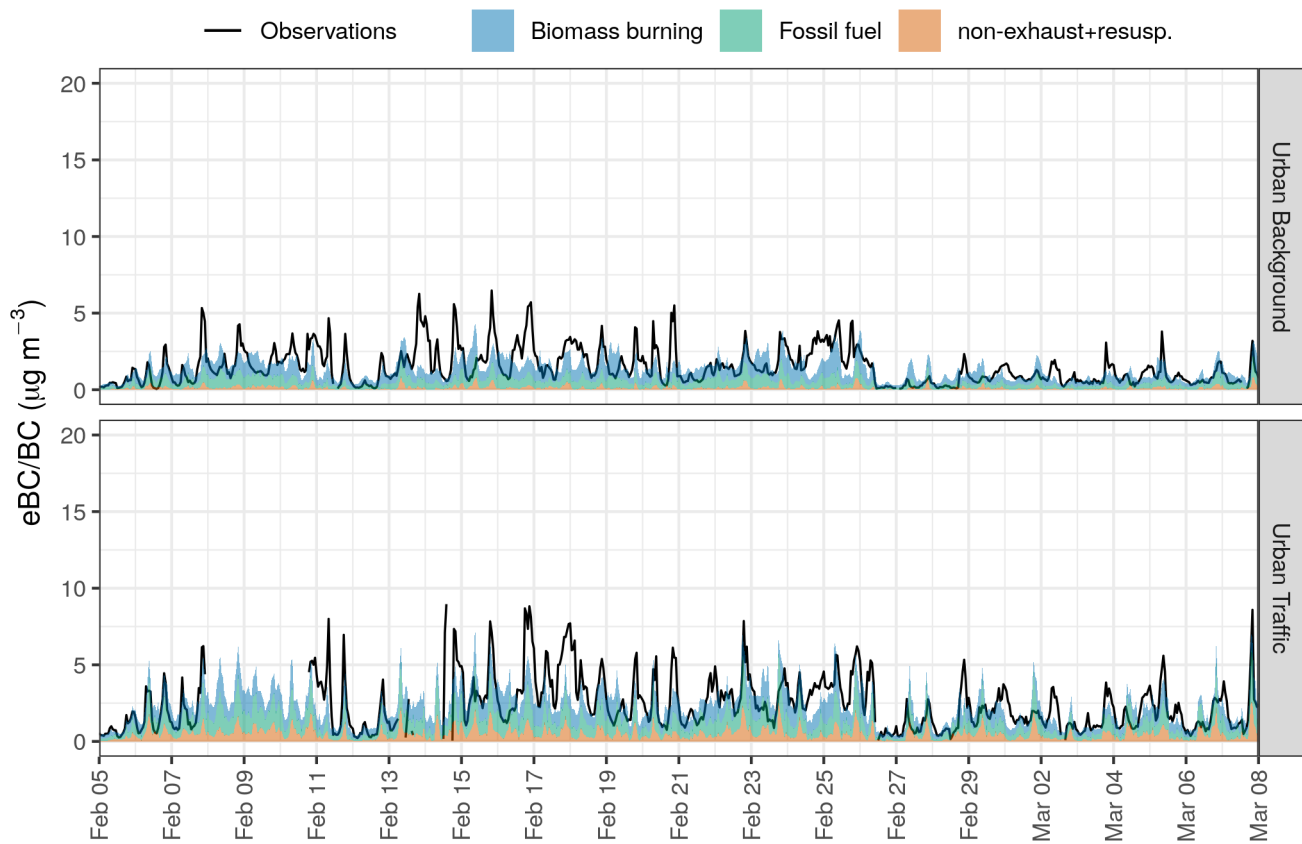 Observations
Biomass burning
Fossil fuel
non-exhaust+resusp.
eBC/BC (μg m⁻³)
20
15
10
5
0
Urban Background
20
15
10
5
0
Urban Traffic
Feb 05
Feb 07
Feb 09
Feb 11
Feb 13
Feb 15
Feb 17
Feb 19
Feb 21
Feb 23
Feb 25
Feb 27
Feb 29
Mar 02
Mar 04
Mar 06
Mar 08